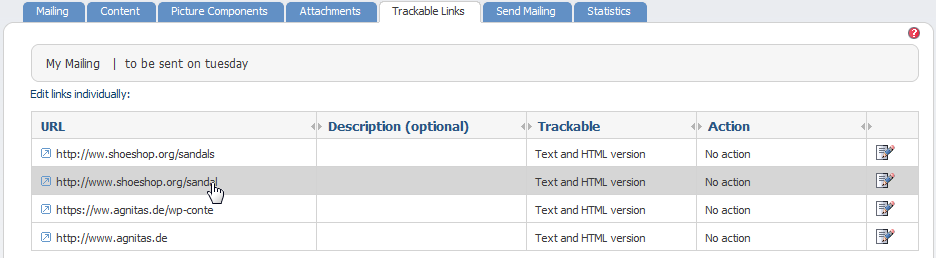 Mailing Content Picture Components Attachments Trackable Links Send Mailing Statistics
?
My Mailing | to be sent on tuesday
Edit links individually:
URL Description (optional) Trackable Action
http://ww.shoeshop.org/sandals Text and HTML version No action
http://www.shoeshop.org/sandal Text and HTML version No action
https://ww.agnitas.de/wp-conte Text and HTML version No action
http://www.agnitas.de Text and HTML version No action